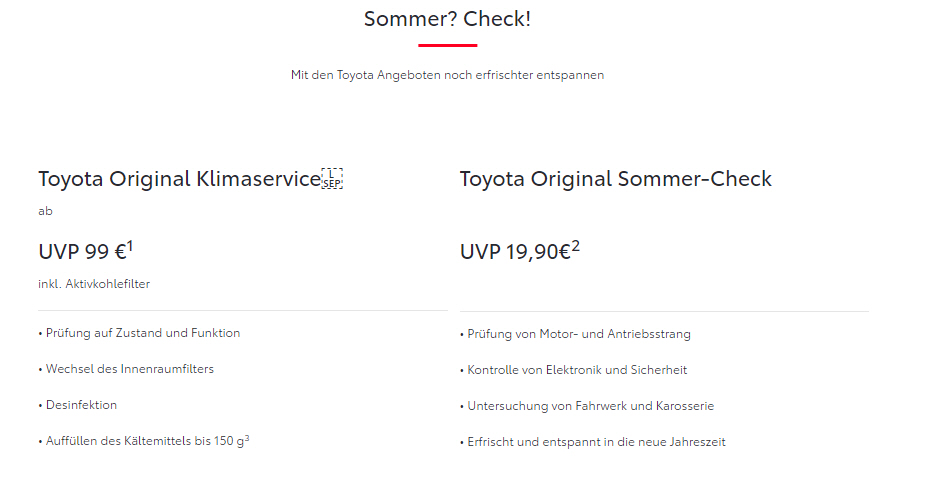 Sommer? Check!
Mit den Toyota Angeboten noch erfrischter entspannen
Toyota Original Klimaservice
ab
UVP 99 €¹
inkl. Aktivkohlefilter
• Prüfung auf Zustand und Funktion
• Wechsel des Innenraumfilters
• Desinfektion
• Auffüllen des Kältemittels bis 150 g³
Toyota Original Sommer-Check
UVP 19,90€²
• Prüfung von Motor- und Antriebsstrang
• Kontrolle von Elektronik und Sicherheit
• Untersuchung von Fahrwerk und Karosserie
• Erfrischt und entspannt in die neue Jahreszeit